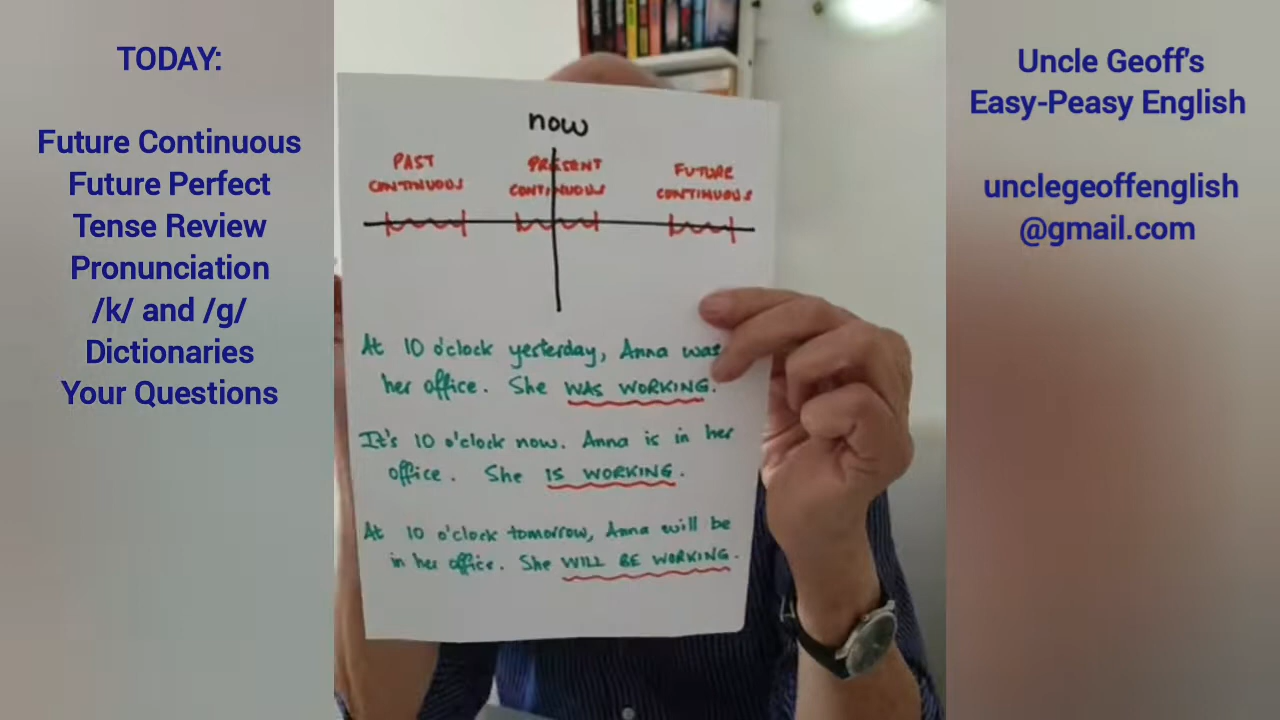 TODAY:
Future Continuous
Future Perfect
Tense Review
Pronunciation
/k/ and /g/
Dictionaries
Your Questions
now
PAST
CONTINUOUS
PRESENT
CONTINUOUS
FUTURE
CONTINUOUS
At 10 o'clock yesterday, Anna was
her office. She WAS WORKING.
It's 10 o'clock now. Anna is in her
office. She IS WORKING.
At 10 o'clock tomorrow, Anna will be
in her office. She WILL BE WORKING.
Uncle Geoff's
Easy-Peasy English
unclegeoffenglish
@gmail.com